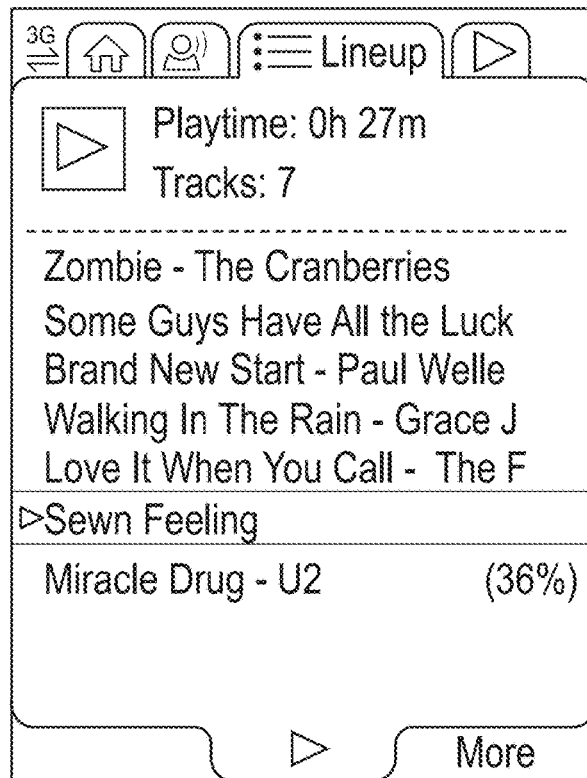 3G
Lineup
Playtime: 0h 27m
Tracks: 7
Zombie - The Cranberries
Some Guys Have All the Luck
Brand New Start - Paul Welle
Walking In The Rain - Grace J
Love It When You Call - The F
Sewn Feeling
Miracle Drug - U2 (36%)
More